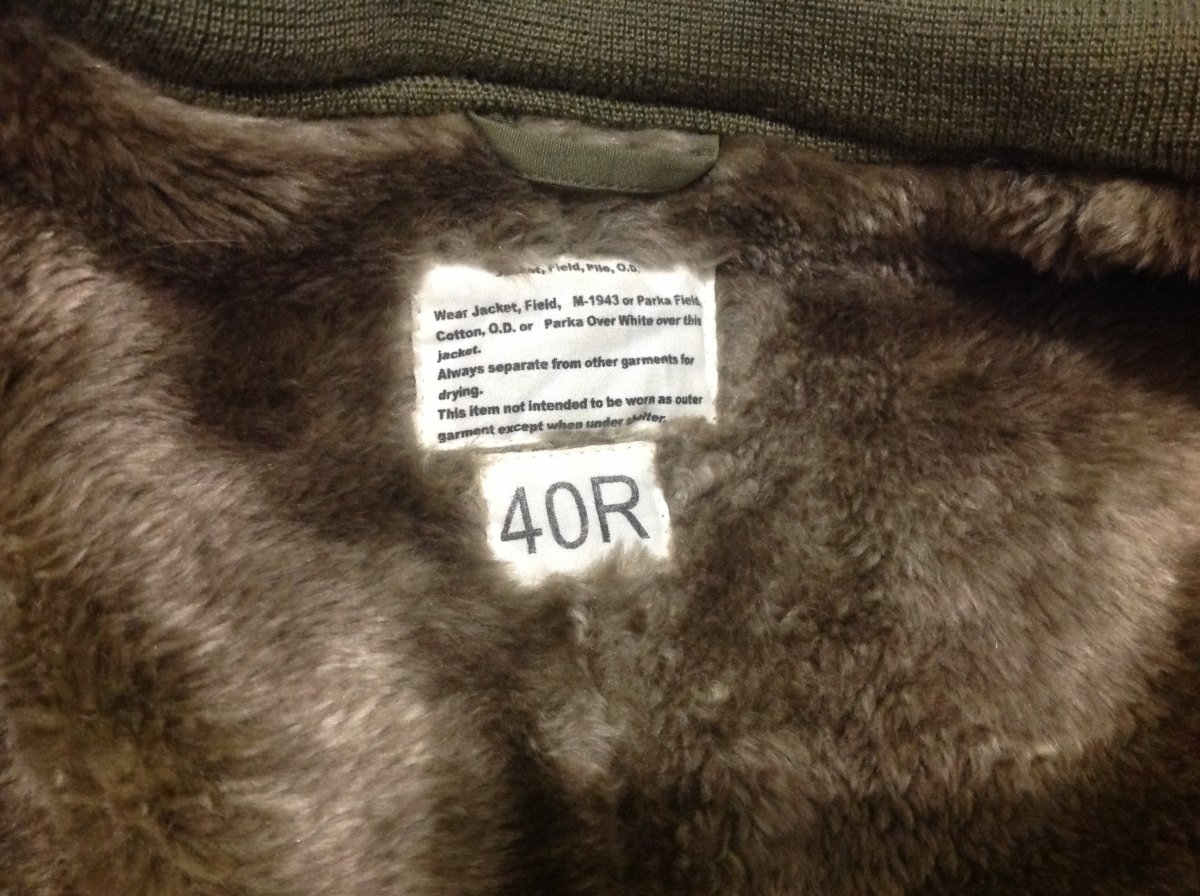 Jacket, Field, Pile, O.D.
Wear Jacket, Field, M-1943 or Parka Field,
Cotton, O.D. or Parka Over White over this
jacket.
Always separate from other garments for
drying.
This item not intended to be worn as outer
garment except when under shelter.
40R